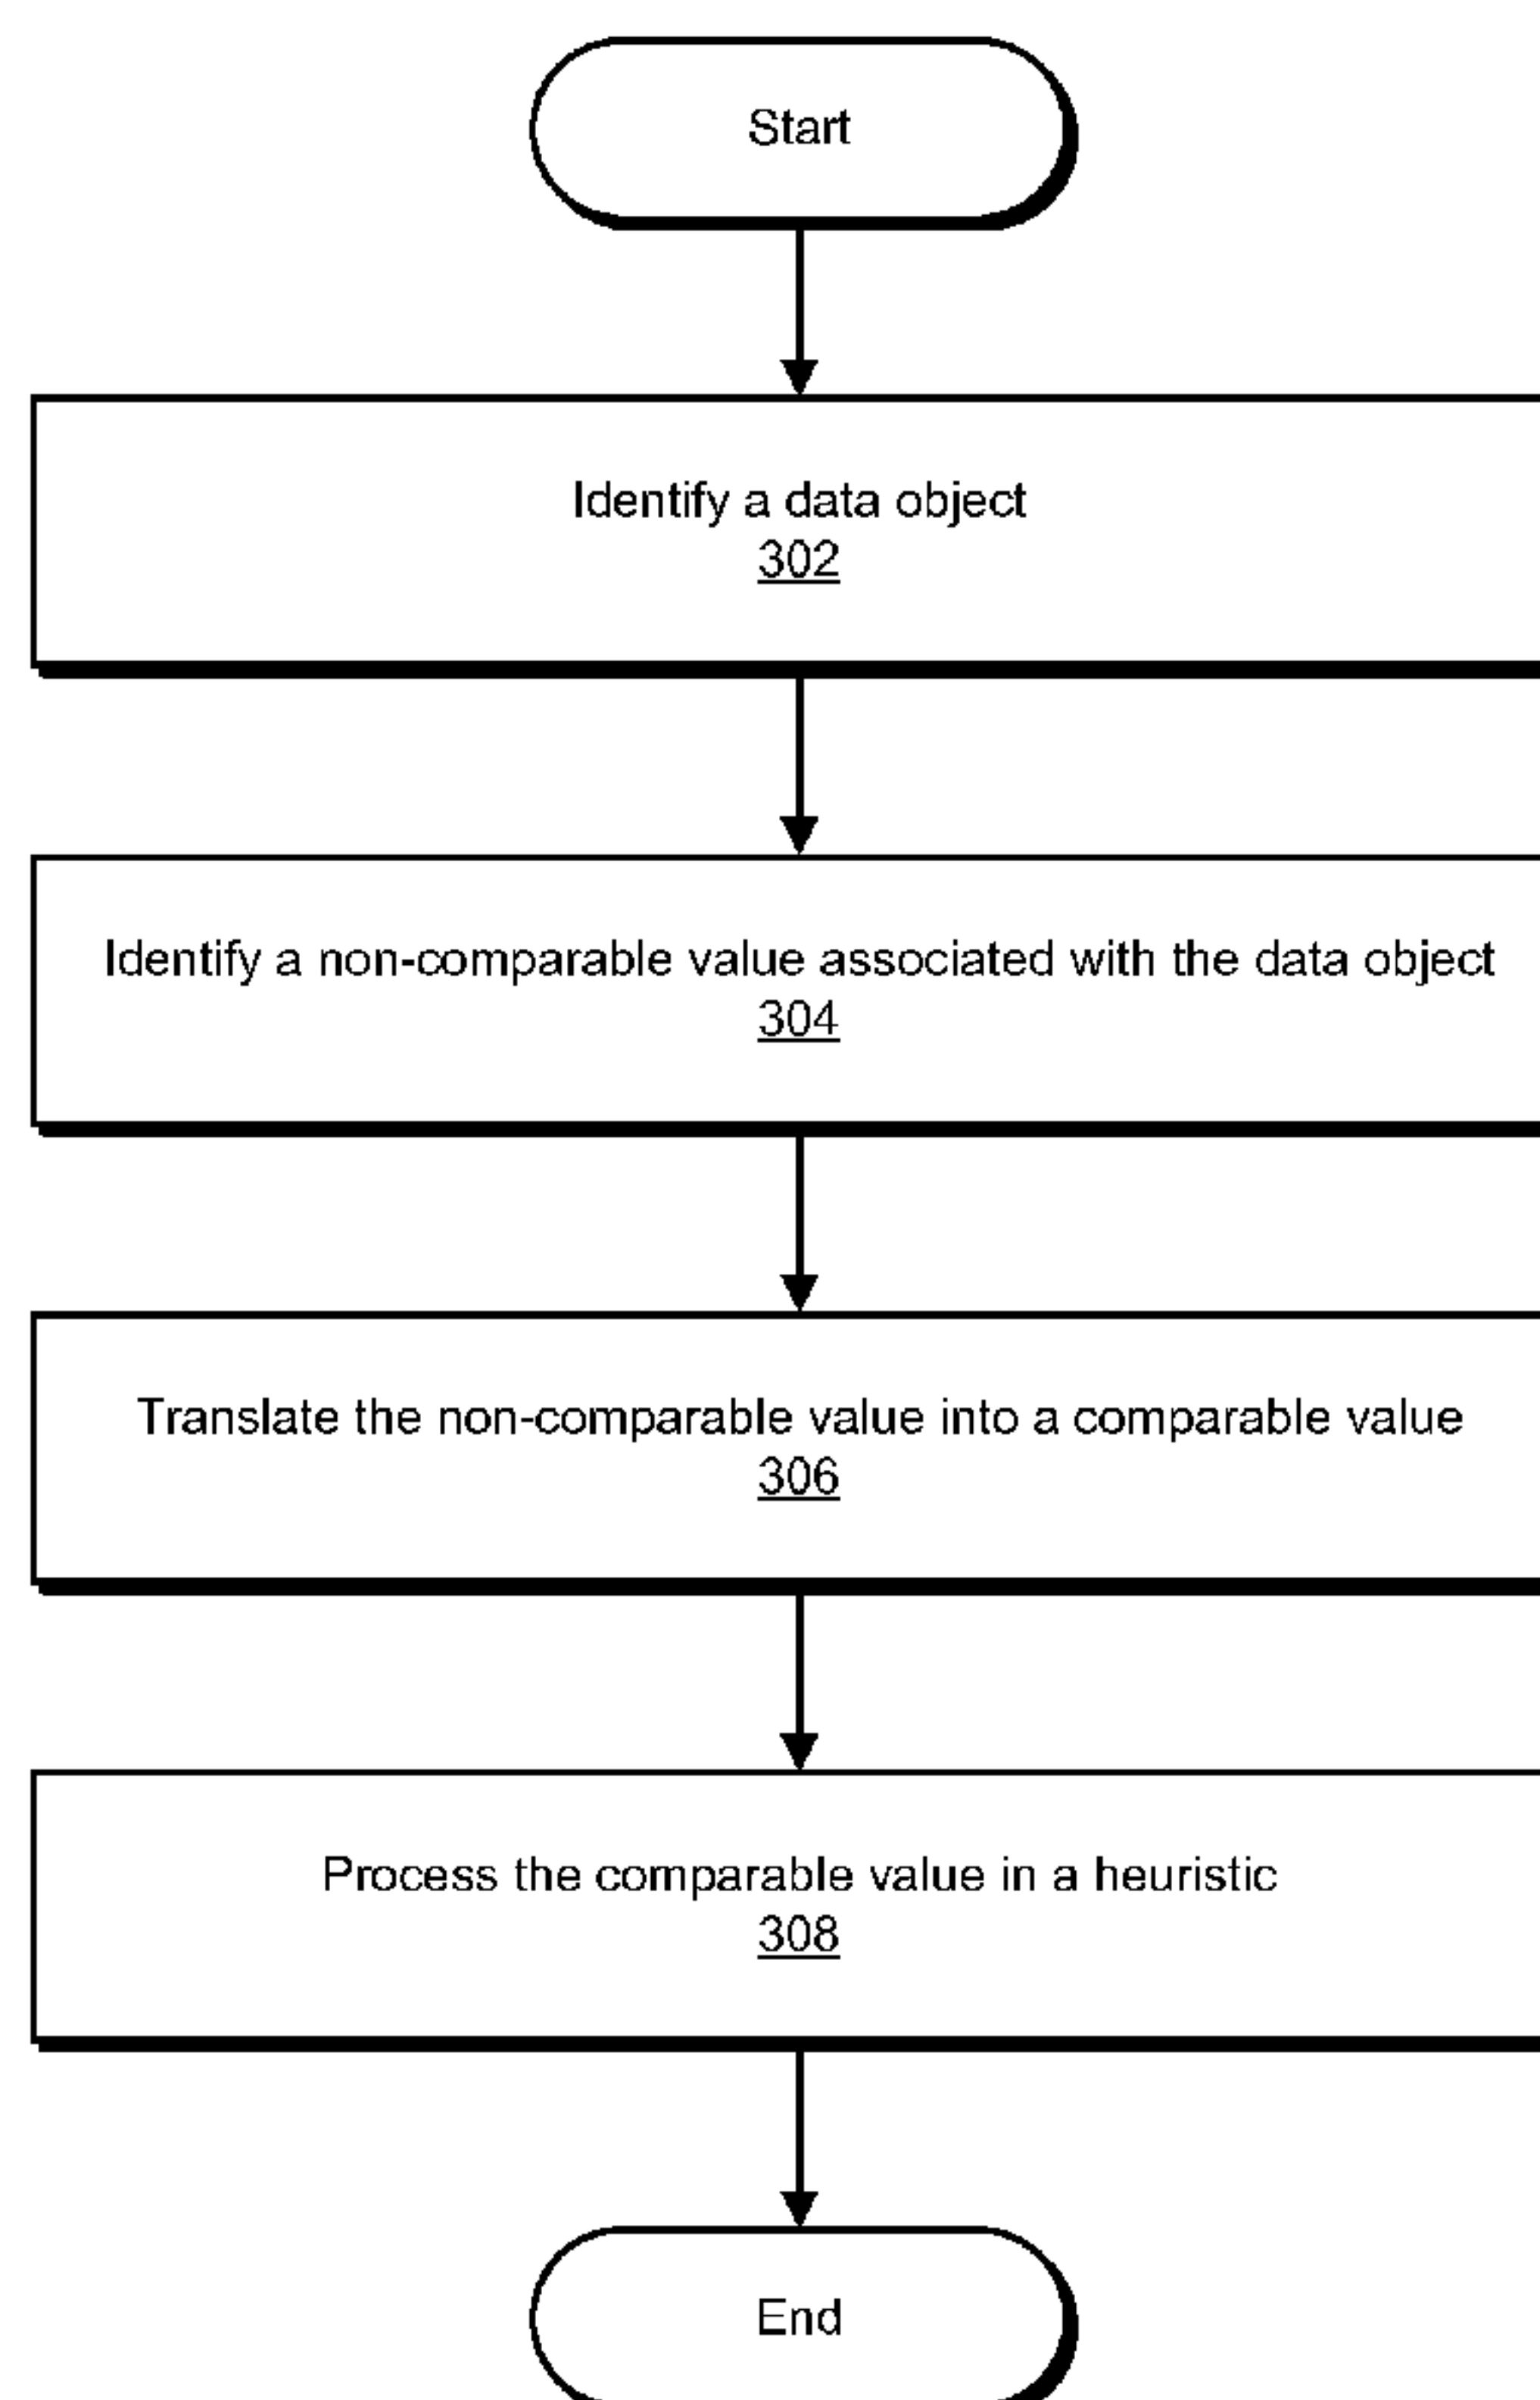 Start
Identify a data object
302
Identify a non-comparable value associated with the data object
304
Translate the non-comparable value into a comparable value
306
Process the comparable value in a heuristic
308
End